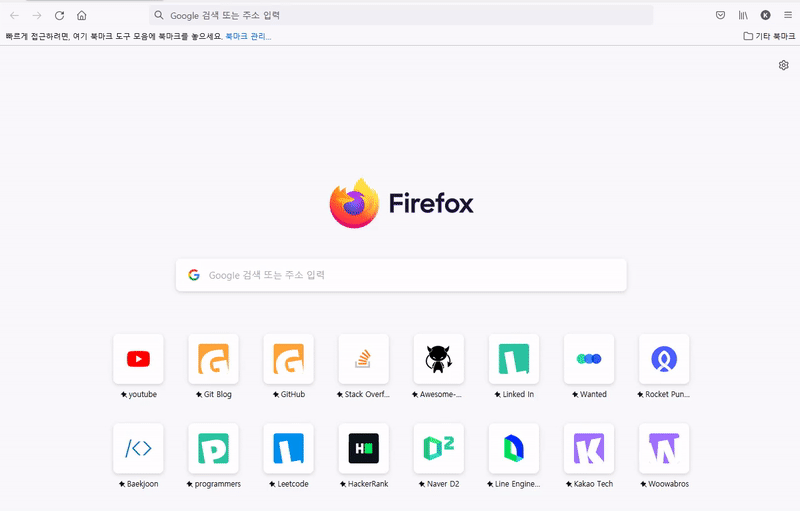 Google 검색 또는 주소 입력
K
빠르게 접근하려면, 여기 북마크 도구 모음에 북마크를 놓으세요. 북마크 관리...
기타 북마크
Firefox
Google 검색 또는 주소 입력
youtube
Git Blog
GitHub
Stack Overf...
Awesome-...
Linked In
Wanted
Rocket Pun...
Baekjoon
programmers
Leetcode
HackerRank
Naver D2
Line Engine...
Kakao Tech
Woowabros